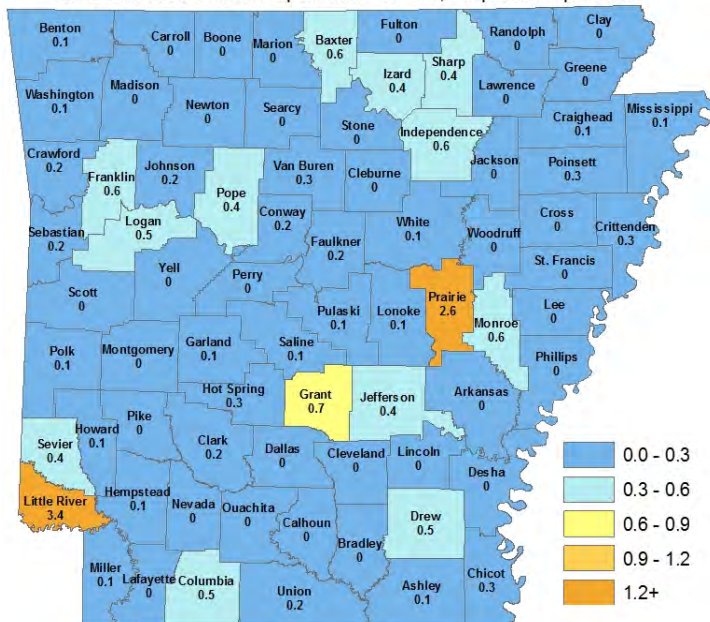 Benton
0.1
Carroll
0
Boone
0
Marion
0
Baxter
0.6
Fulton
0
Randolph
0
Clay
0
Izard
0.4
Sharp
0.4
Greene
0
Washington
0.1
Madison
0
Newton
0
Searcy
0
Stone
0
Lawrence
0
Independence
0.6
Craighead
0.1
Mississippi
0.1
Crawford
0.2
Franklin
0.6
Johnson
0.2
Pope
0.4
Van Buren
0.3
Cleburne
0
Jackson
0
Poinsett
0.3
Sebastian
0.2
Logan
0.5
Conway
0.2
Faulkner
0.2
White
0.1
Woodruff
0
Cross
0
Crittenden
0.3
St. Francis
0
Scott
0
Yell
0
Perry
0
Pulaski
0.1
Lonoke
0.1
Prairie
2.6
Monroe
0.6
Lee
0
Phillips
0
Polk
0.1
Montgomery
0
Garland
0.1
Saline
0.1
Hot Spring
0.3
Grant
0.7
Jefferson
0.4
Arkansas
0
Sevier
0.4
Howard
0.1
Pike
0
Clark
0.2
Dallas
0
Cleveland
0
Lincoln
0
Desha
0
Little River
3.4
Hempstead
0.1
Nevada
0
Ouachita
0
Calhoun
0
Bradley
0
Drew
0.5
Miller
0.1
Lafayette
0
Columbia
0.5
Union
0.2
Ashley
0.1
Chicot
0.3
0.0 - 0.3
0.3 - 0.6
0.6 - 0.9
0.9 - 1.2
1.2+